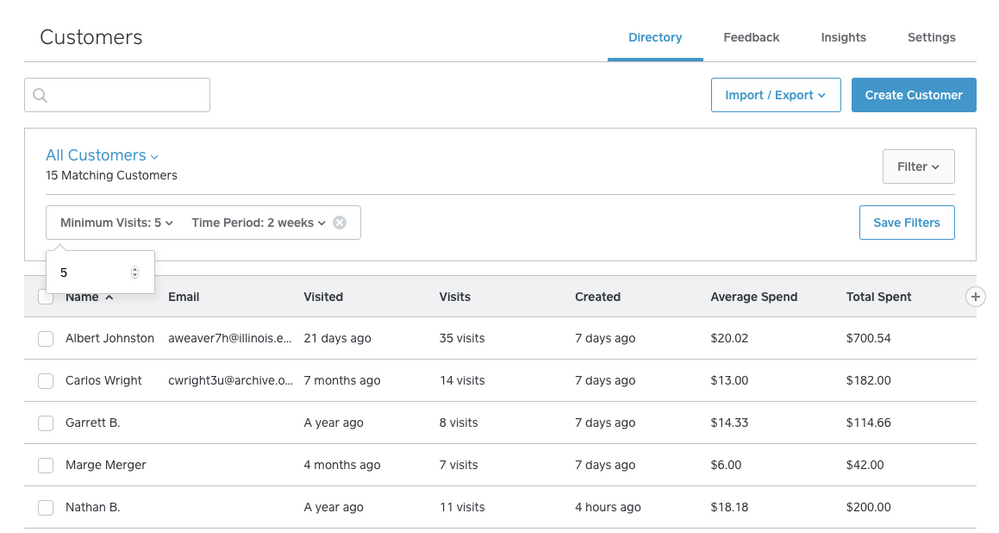 Customers
Directory Feedback Insights Settings
Import / Export Create Customer
All Customers
15 Matching Customers
Filter
Minimum Visits: 5 Time Period: 2 weeks
Save Filters
5
Name Email Visited Visits Created Average Spend Total Spent
Albert Johnston aweaver7h@illinois.e... 21 days ago 35 visits 7 days ago $20.02 $700.54
Carlos Wright cwright3u@archive.o... 7 months ago 14 visits 7 days ago $13.00 $182.00
Garrett B. A year ago 8 visits 7 days ago $14.33 $114.66
Marge Merger 4 months ago 7 visits 7 days ago $6.00 $42.00
Nathan B. A year ago 11 visits 4 hours ago $18.18 $200.00